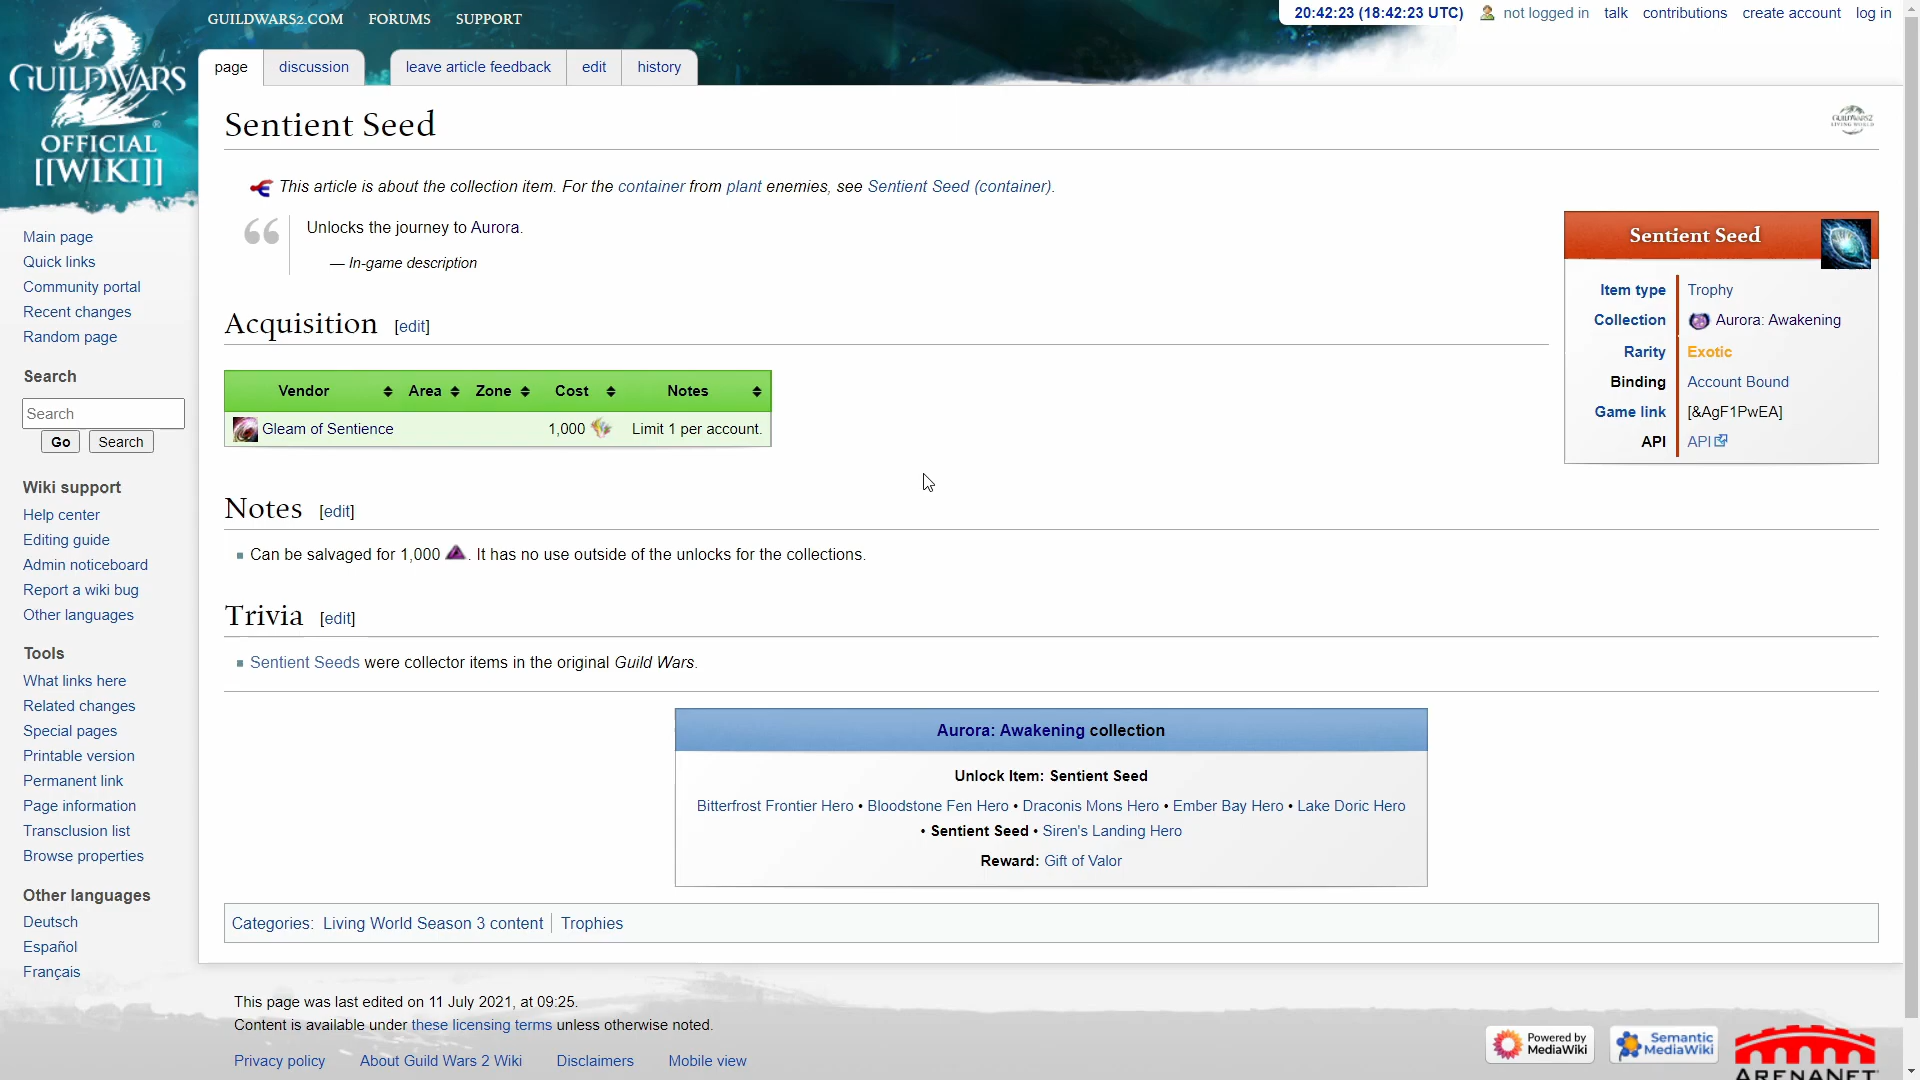 GUILDWARS2.COM FORUMS SUPPORT
20:42:23 (18:42:23 UTC) not logged in talk contributions create account log in
GUILDWARS
OFFICIAL
[[WIKI]]
page discussion leave article feedback edit history
Sentient Seed
GUILDWARS2
LIVING WORLD
This article is about the collection item. For the container from plant enemies, see Sentient Seed (container).
Unlocks the journey to Aurora.
— In-game description
Sentient Seed
Item type Trophy
Collection Aurora: Awakening
Rarity Exotic
Binding Account Bound
Game link [&AgF1PwEA]
API API
Acquisition [edit]
Vendor Area Zone Cost Notes
Gleam of Sentience 1,000 Limit 1 per account.
Notes [edit]
Can be salvaged for 1,000 . It has no use outside of the unlocks for the collections.
Trivia [edit]
Sentient Seeds were collector items in the original Guild Wars.
Aurora: Awakening collection
Unlock Item: Sentient Seed
Bitterfrost Frontier Hero • Bloodstone Fen Hero • Draconis Mons Hero • Ember Bay Hero • Lake Doric Hero
• Sentient Seed • Siren's Landing Hero
Reward: Gift of Valor
Categories: Living World Season 3 content Trophies
Main page
Quick links
Community portal
Recent changes
Random page
Search
Search
Go Search
Wiki support
Help center
Editing guide
Admin noticeboard
Report a wiki bug
Other languages
Tools
What links here
Related changes
Special pages
Printable version
Permanent link
Page information
Transclusion list
Browse properties
Other languages
Deutsch
Español
Français
This page was last edited on 11 July 2021, at 09:25.
Content is available under these licensing terms unless otherwise noted.
Privacy policy About Guild Wars 2 Wiki Disclaimers Mobile view
Powered by
MediaWiki
Semantic
MediaWiki
ARENANET